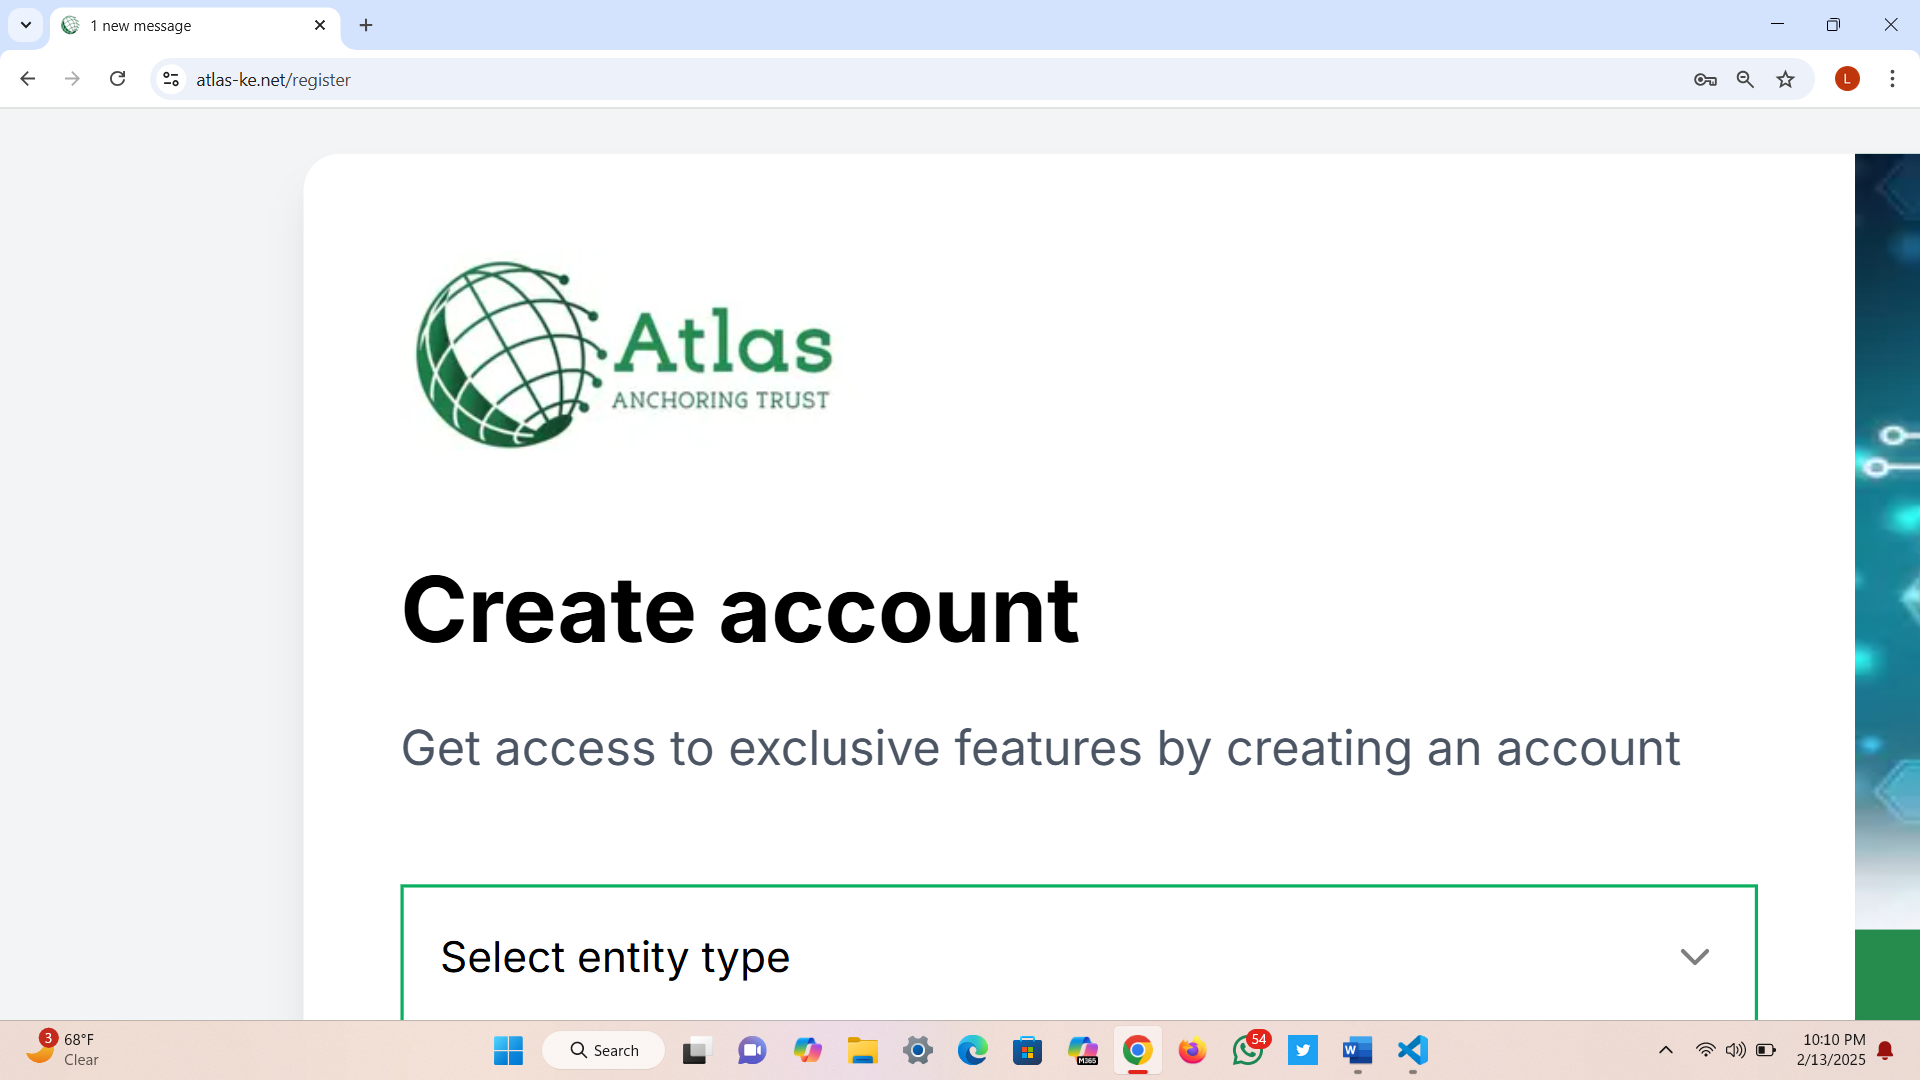 1 new message
atlas-ke.net/register
L
Atlas
ANCHORING TRUST
Create account
Get access to exclusive features by creating an account
Select entity type
3
68°F
Clear
Search
M365
54
W
10:10 PM
2/13/2025